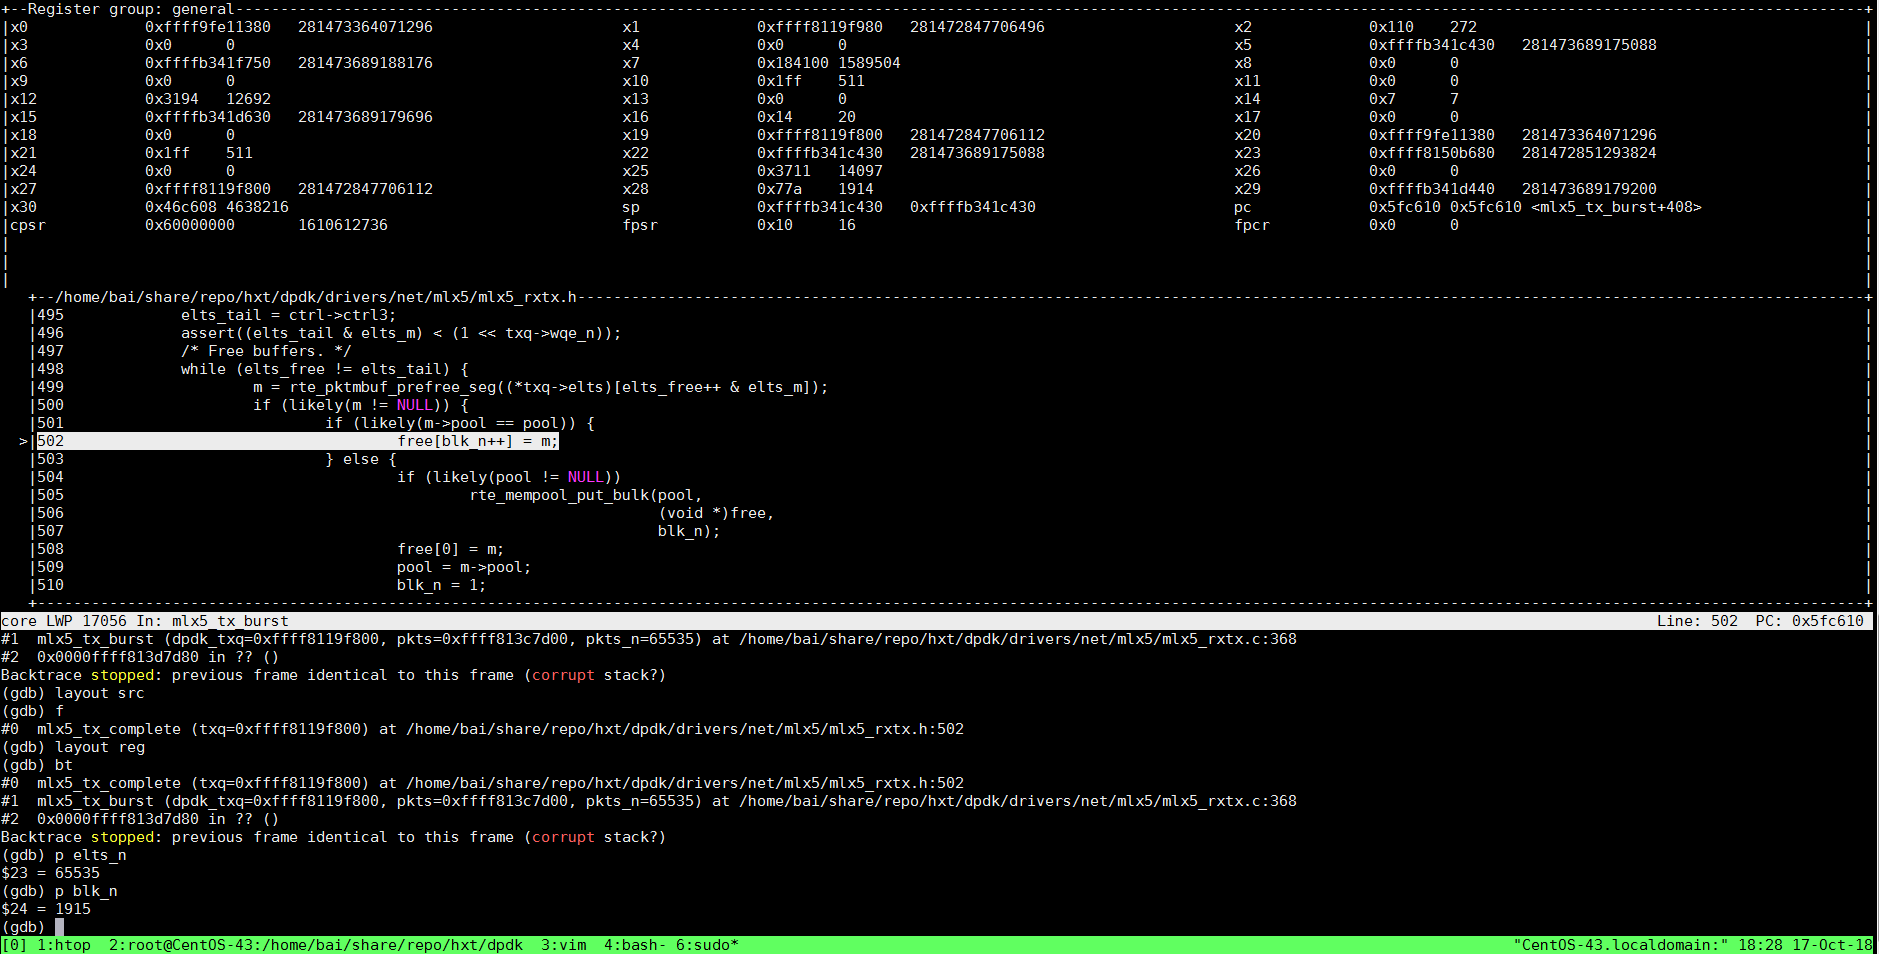 +--Register group: general--+
|x0 0xffff9fe11380 281473364071296 x1 0xffff8119f980 281472847706496 x2 0x110 272 |
|x3 0x0 0 x4 0x0 0 x5 0xffffb341c430 281473689175088 |
|x6 0xffffb341f750 281473689188176 x7 0x184100 1589504 x8 0x0 0 |
|x9 0x0 0 x10 0x1ff 511 x11 0x0 0 |
|x12 0x3194 12692 x13 0x0 0 x14 0x7 7 |
|x15 0xffffb341d630 281473689179696 x16 0x14 20 x17 0x0 0 |
|x18 0x0 0 x19 0xffff8119f800 281472847706112 x20 0xffff9fe11380 281473364071296 |
|x21 0x1ff 511 x22 0xffffb341c430 281473689175088 x23 0xffff8150b680 281472851293824 |
|x24 0x0 0 x25 0x3711 14097 x26 0x0 0 |
|x27 0xffff8119f800 281472847706112 x28 0x77a 1914 x29 0xffffb341d440 281473689179200 |
|x30 0x46c608 4638216 sp 0xffffb341c430 0xffffb341c430 pc 0x5fc610 0x5fc610 <mlx5_tx_burst+408> |
|cpsr 0x60000000 1610612736 fpsr 0x10 16 fpcr 0x0 0 |
+--/home/bai/share/repo/hxt/dpdk/drivers/net/mlx5/mlx5_rxtx.h--+
|495 elts_tail = ctrl->ctrl3; |
|496 assert((elts_tail & elts_m) < (1 << txq->wqe_n)); |
|497 /* Free buffers. */ |
|498 while (elts_free != elts_tail) { |
|499 m = rte_pktmbuf_prefree_seg((*txq->elts)[elts_free++ & elts_m]); |
|500 if (likely(m != NULL)) { |
|501 if (likely(m->pool == pool)) { |
>|502 free[blk_n++] = m; |
|503 } else { |
|504 if (likely(pool != NULL)) |
|505 rte_mempool_put_bulk(pool, |
|506 (void *)free, |
|507 blk_n); |
|508 free[0] = m; |
|509 pool = m->pool; |
|510 blk_n = 1; |
core LWP 17056 In: mlx5_tx_burst Line: 502 PC: 0x5fc610
#1 mlx5_tx_burst (dpdk_txq=0xffff8119f800, pkts=0xffff813c7d00, pkts_n=65535) at /home/bai/share/repo/hxt/dpdk/drivers/net/mlx5/mlx5_rxtx.c:368
#2 0x0000ffff813d7d80 in ?? ()
Backtrace stopped: previous frame identical to this frame (corrupt stack?)
(gdb) layout src
(gdb) f
#0 mlx5_tx_complete (txq=0xffff8119f800) at /home/bai/share/repo/hxt/dpdk/drivers/net/mlx5/mlx5_rxtx.h:502
(gdb) layout reg
(gdb) bt
#0 mlx5_tx_complete (txq=0xffff8119f800) at /home/bai/share/repo/hxt/dpdk/drivers/net/mlx5/mlx5_rxtx.h:502
#1 mlx5_tx_burst (dpdk_txq=0xffff8119f800, pkts=0xffff813c7d00, pkts_n=65535) at /home/bai/share/repo/hxt/dpdk/drivers/net/mlx5/mlx5_rxtx.c:368
#2 0x0000ffff813d7d80 in ?? ()
Backtrace stopped: previous frame identical to this frame (corrupt stack?)
(gdb) p elts_n
$23 = 65535
(gdb) p blk_n
$24 = 1915
(gdb)
[0] 1:htop 2:root@CentOS-43:/home/bai/share/repo/hxt/dpdk 3:vim 4:bash- 6:sudo* "CentOS-43.localdomain:" 18:28 17-Oct-18